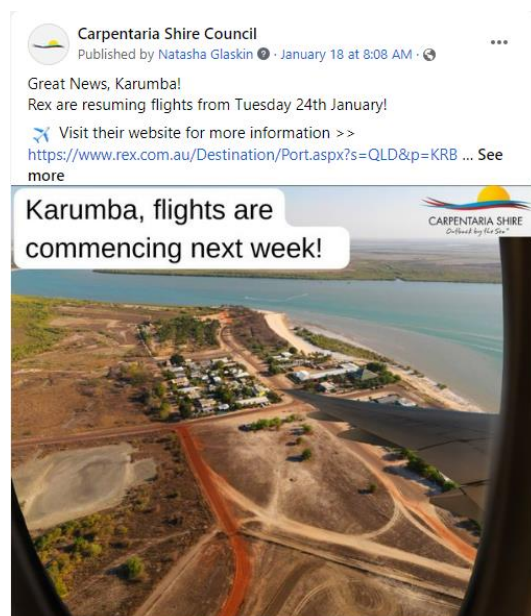 Carpentaria Shire Council
Published by Natasha Glaskin · January 18 at 8:08 AM ·
Great News, Karumba!
Rex are resuming flights from Tuesday 24th January!
Visit their website for more information >>
https://www.rex.com.au/Destination/Port.aspx?s=QLD&p=KRB ... See
more
Karumba, flights are
commencing next week!
CARPENTARIA SHIRE
Outback by the Sea